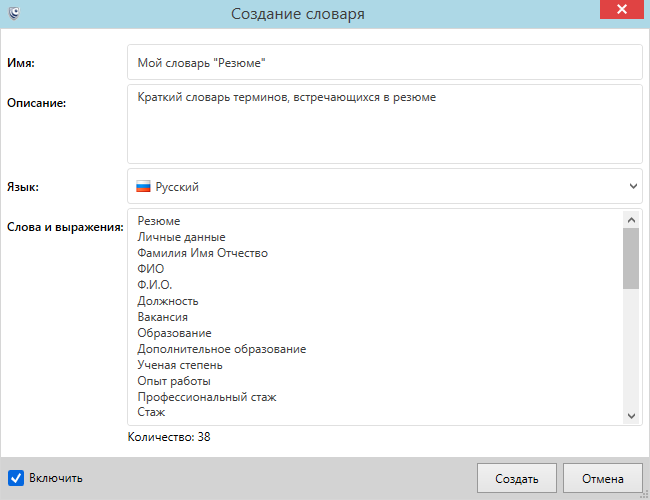 Создание словаря
Имя: Мой словарь "Резюме"
Описание: Краткий словарь терминов, встречающихся в резюме
Язык: Русский
Слова и выражения: Резюме
Личные данные
Фамилия Имя Отчество
ФИО
Ф.И.О.
Должность
Вакансия
Образование
Дополнительное образование
Ученая степень
Опыт работы
Профессиональный стаж
Стаж
Количество: 38
Включить Создать Отмена